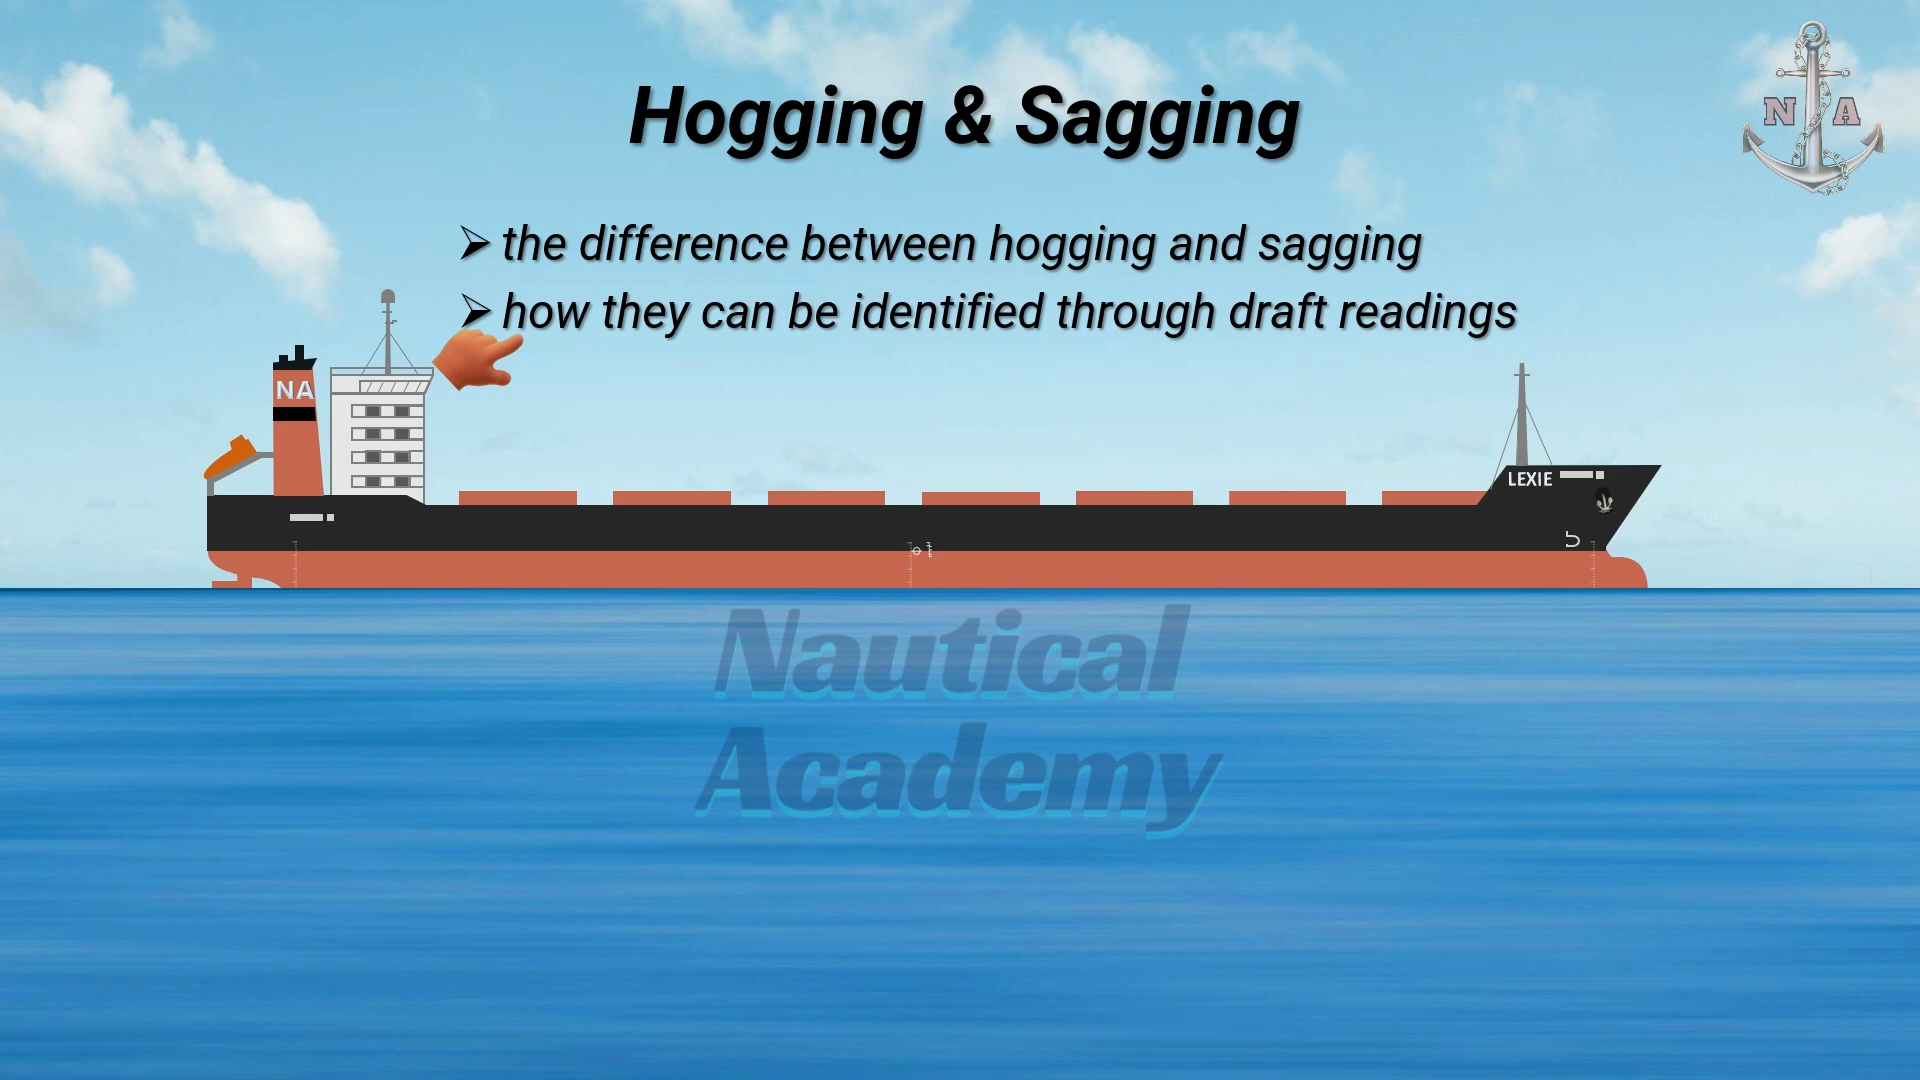 Hogging & Sagging
N A
➢ the difference between hogging and sagging
➢ how they can be identified through draft readings
NA
LEXIE
Nautical
Academy